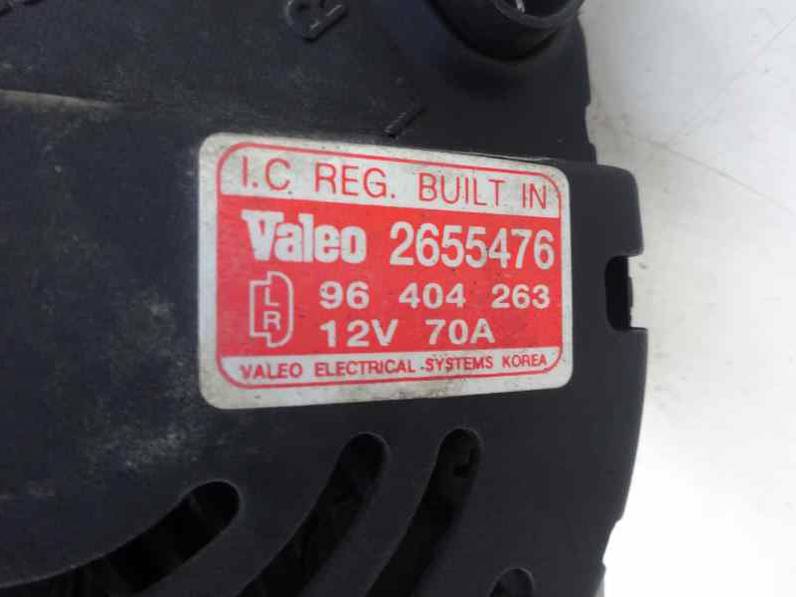 R
I.C REG. BUILT IN
Valeo 2655476
L
R
96 404 263
12V 70A
VALEO ELECTRICAL SYSTEMS KOREA